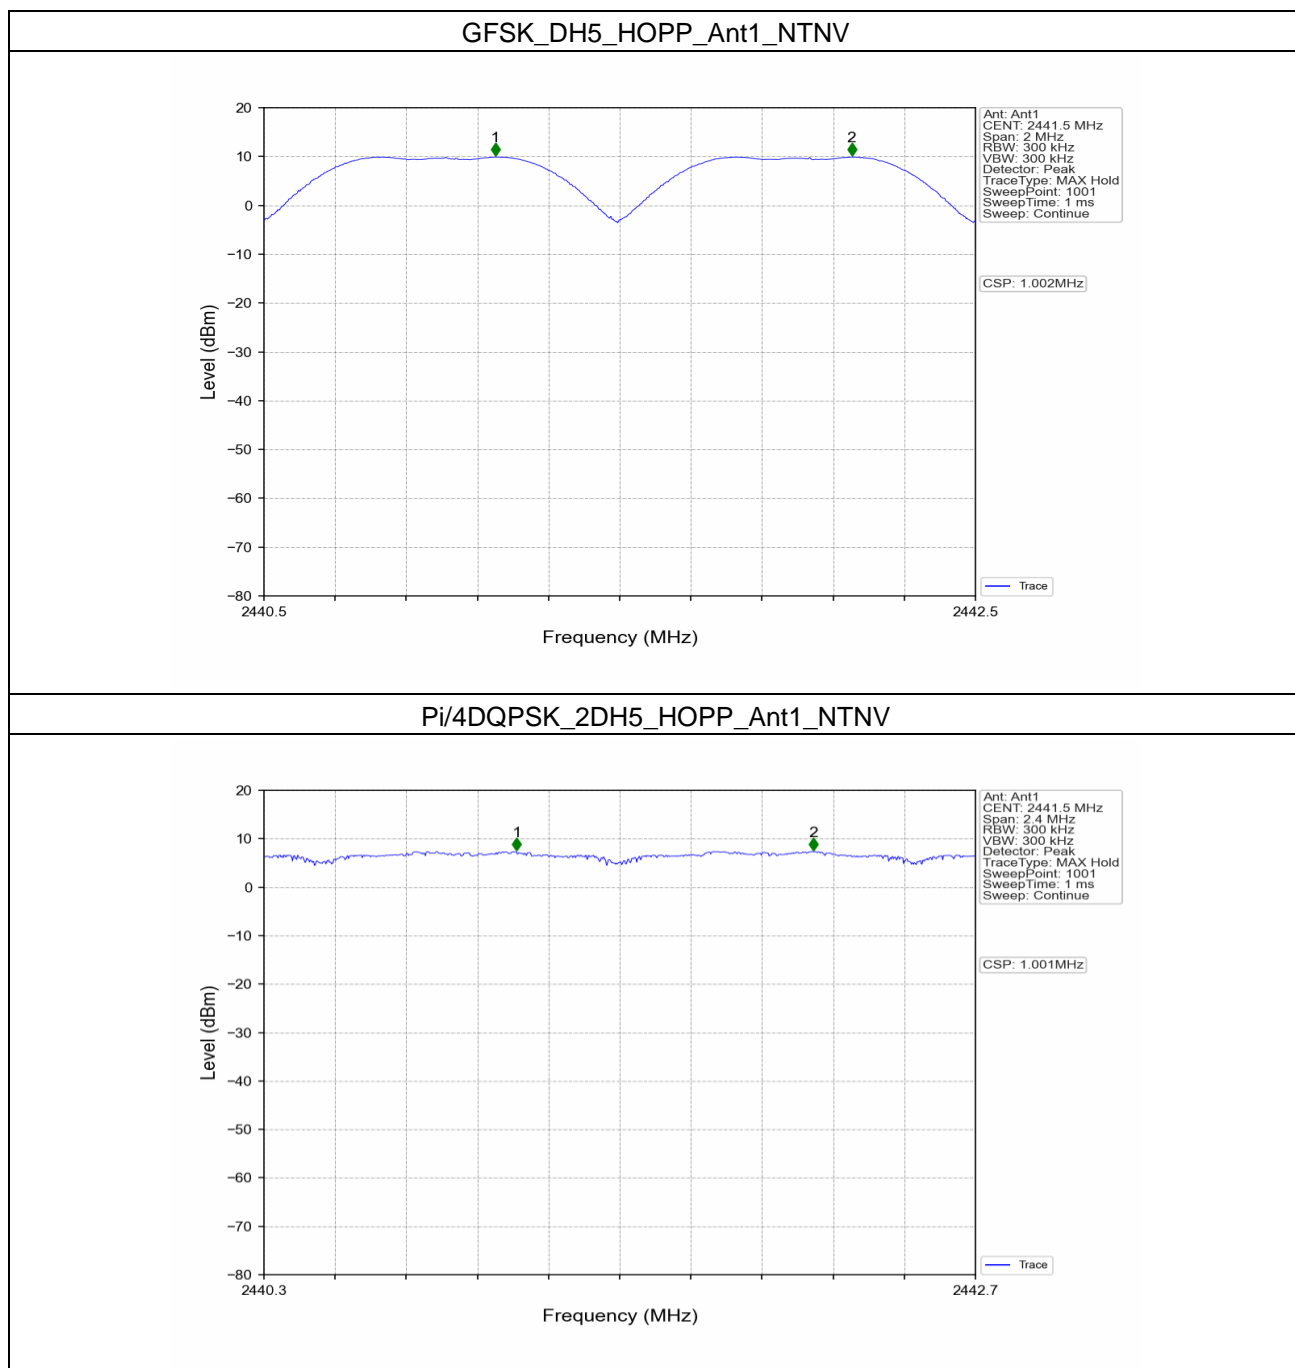 GFSK_DH5_HOPP_Ant1_NTNV
20
10
0
−10
−20
−30
−40
−50
−60
−70
−80
Level (dBm)
1
2
2440.5
2442.5
Frequency (MHz)
Ant: Ant1
CENT: 2441.5 MHz
Span: 2 MHz
RBW: 300 kHz
VBW: 300 kHz
Detector: Peak
TraceType: MAX Hold
SweepPoint: 1001
SweepTime: 1 ms
Sweep: Continue
CSP: 1.002MHz
Trace
Pi/4DQPSK_2DH5_HOPP_Ant1_NTNV
20
10
0
−10
−20
−30
−40
−50
−60
−70
−80
Level (dBm)
1
2
2440.3
2442.7
Frequency (MHz)
Ant: Ant1
CENT: 2441.5 MHz
Span: 2.4 MHz
RBW: 300 kHz
VBW: 300 kHz
Detector: Peak
TraceType: MAX Hold
SweepPoint: 1001
SweepTime: 1 ms
Sweep: Continue
CSP: 1.001MHz
Trace